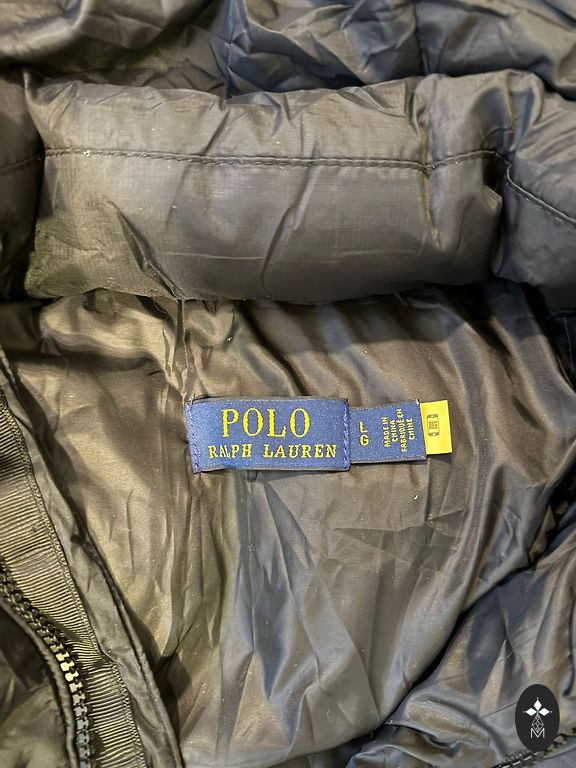 POLO
RALPH LAUREN
L
G
MADE IN
CHINA
FABRIQUÉ EN
CHINE
M